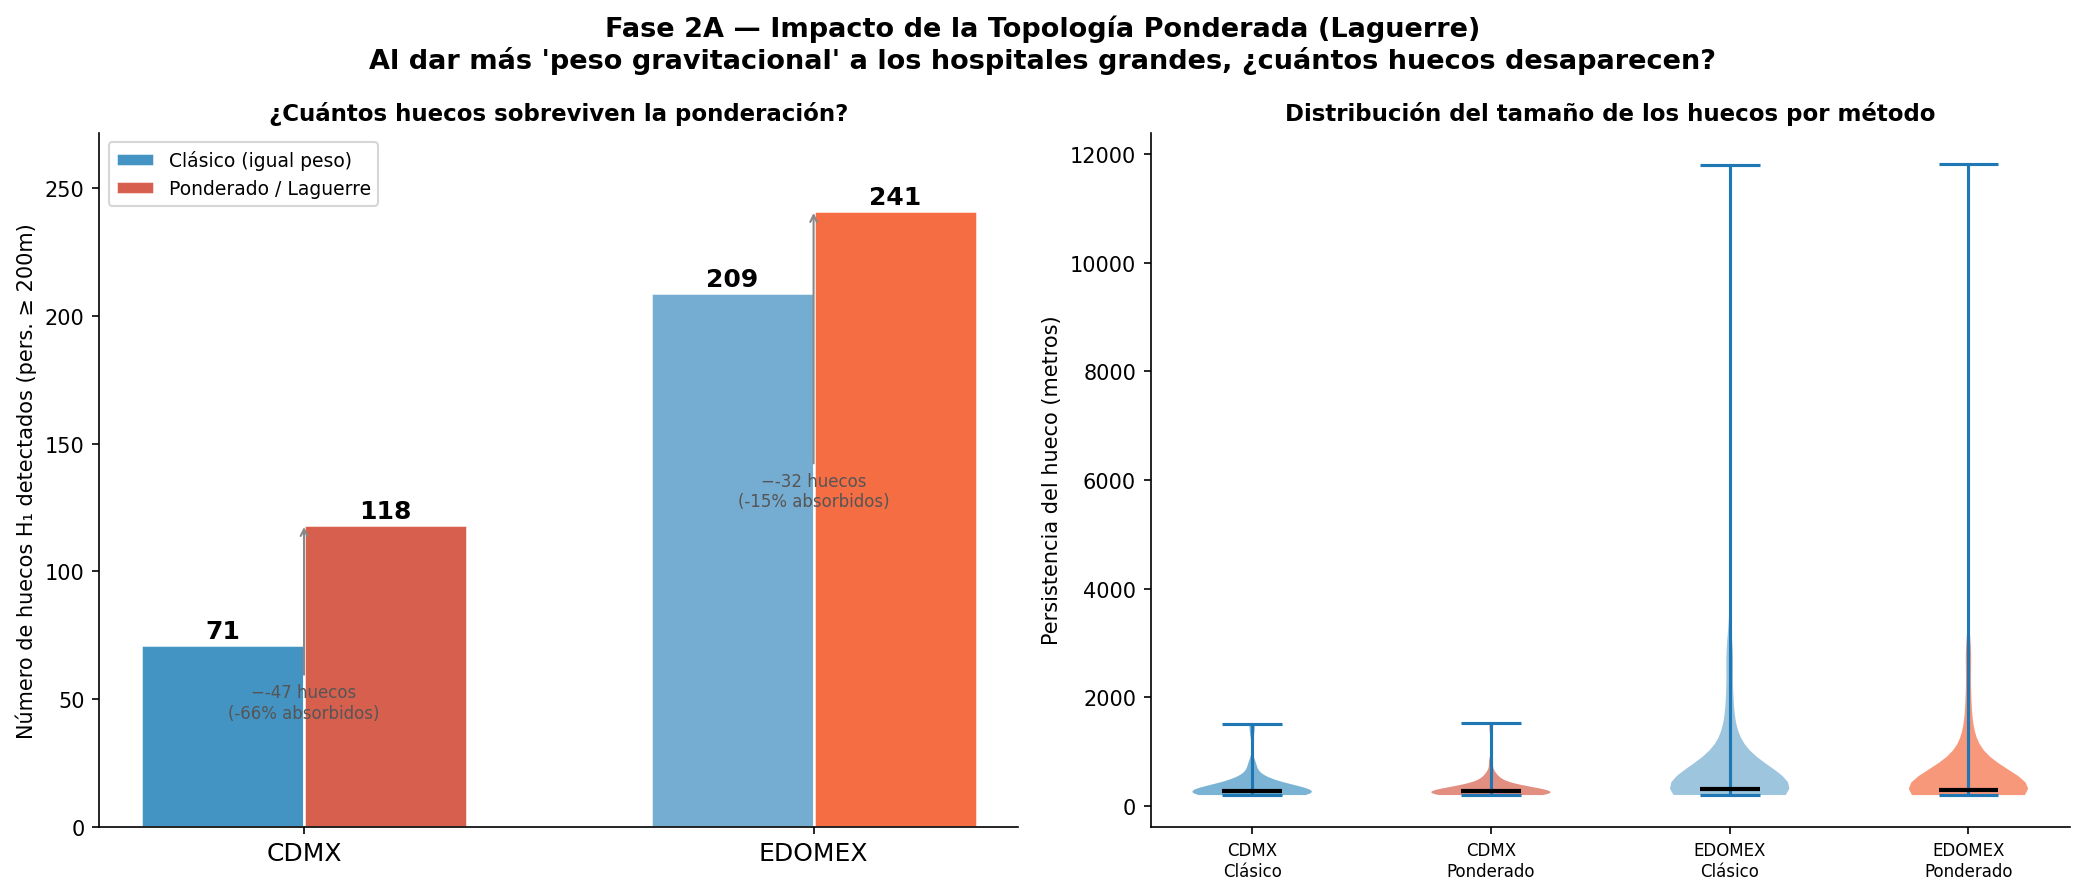 Fase 2A — Impacto de la Topología Ponderada (Laguerre)
Al dar más 'peso gravitacional' a los hospitales grandes, ¿cuántos huecos desaparecen?
¿Cuántos huecos sobreviven la ponderación?
Número de huecos H₁ detectados (pers. ≥ 200m)
250
200
150
100
50
0
Clásico (igual peso)
Ponderado / Laguerre
71
118
209
241
−-47 huecos
(-66% absorbidos)
−-32 huecos
(-15% absorbidos)
CDMX
EDOMEX
Distribución del tamaño de los huecos por método
Persistencia del hueco (metros)
12000
10000
8000
6000
4000
2000
0
CDMX
Clásico
CDMX
Ponderado
EDOMEX
Clásico
EDOMEX
Ponderado